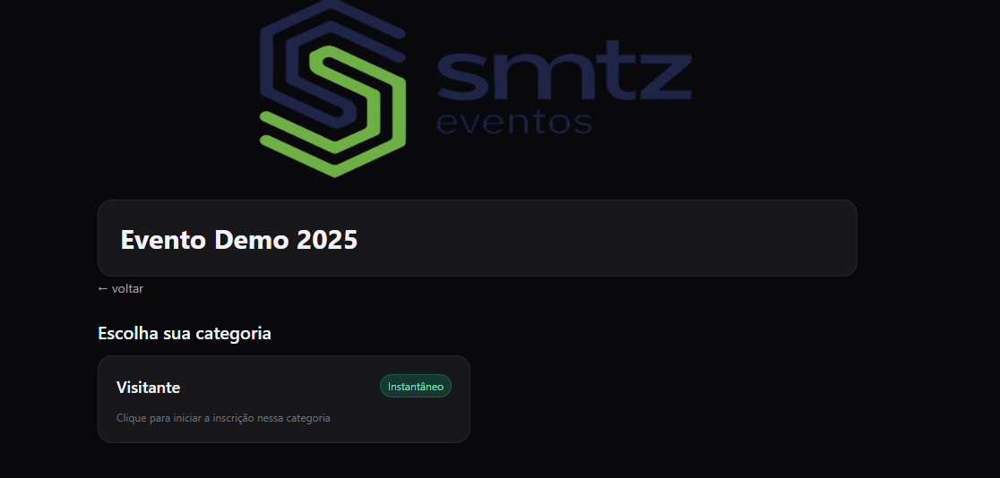 smtz
eventos
Evento Demo 2025
← voltar
Escolha sua categoria
Visitante
Instantâneo
Clique para iniciar a inscrição nessa categoria